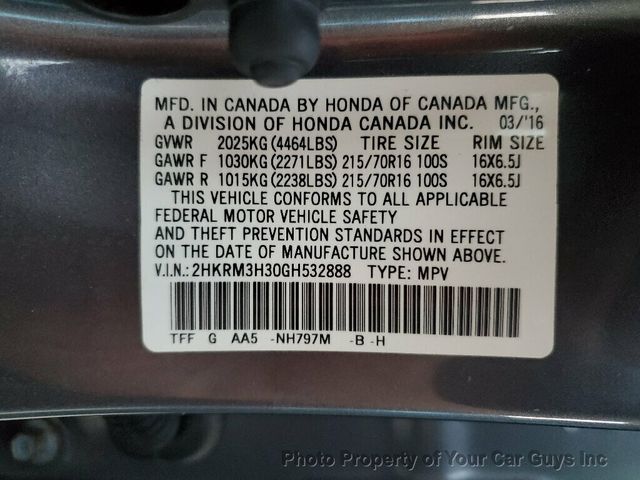 MFD. IN CANADA BY HONDA OF CANADA MFG.,
A DIVISION OF HONDA CANADA INC. 03/'16
GVWR 2025KG(4464LBS) TIRE SIZE RIM SIZE
GAWR F 1030KG(2271LBS) 215/70R16 100S 16X6.5J
GAWR R 1015KG(2238LBS) 215/70R16 100S 16X6.5J
THIS VEHICLE CONFORMS TO ALL APPLICABLE
FEDERAL MOTOR VEHICLE SAFETY
AND THEFT PREVENTION STANDARDS IN EFFECT
ON THE DATE OF MANUFACTURE SHOWN ABOVE.
V.I.N.: 2HKRM3H30GH532888 TYPE: MPV
TFF G AA5 -NH797M -B -H
Photo Property of Your Car Guys Inc